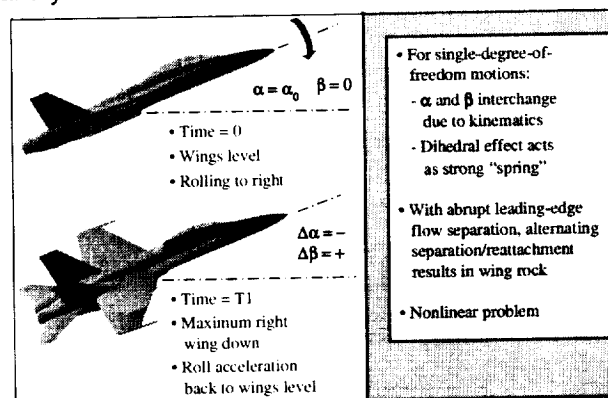 α = α₀ β = 0
• Time = 0
• Wings level
• Rolling to right
Δα = –
Δβ = +
• Time = T1
• Maximum right
wing down
• Roll acceleration
back to wings level
• For single-degree-of-
freedom motions:
- α and β interchange
due to kinematics
- Dihedral effect acts
as strong "spring"
• With abrupt leading-edge
flow separation, alternating
separation/reattachment
results in wing rock
• Nonlinear problem